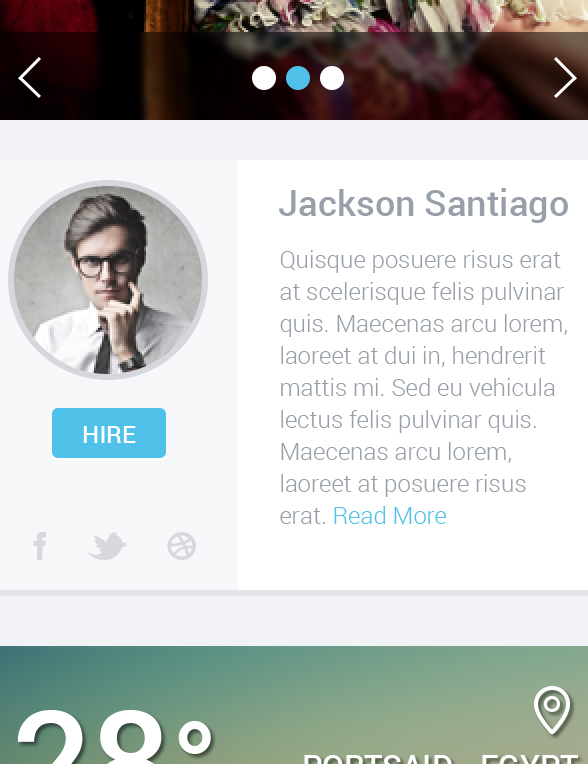 Jackson Santiago
Quisque posuere risus erat
at scelerisque felis pulvinar
quis. Maecenas arcu lorem,
laoreet at dui in, hendrerit
mattis mi. Sed eu vehicula
lectus felis pulvinar quis.
Maecenas arcu lorem,
laoreet at posuere risus
erat. Read More
HIRE
28°
PORTSAID, EGYPT